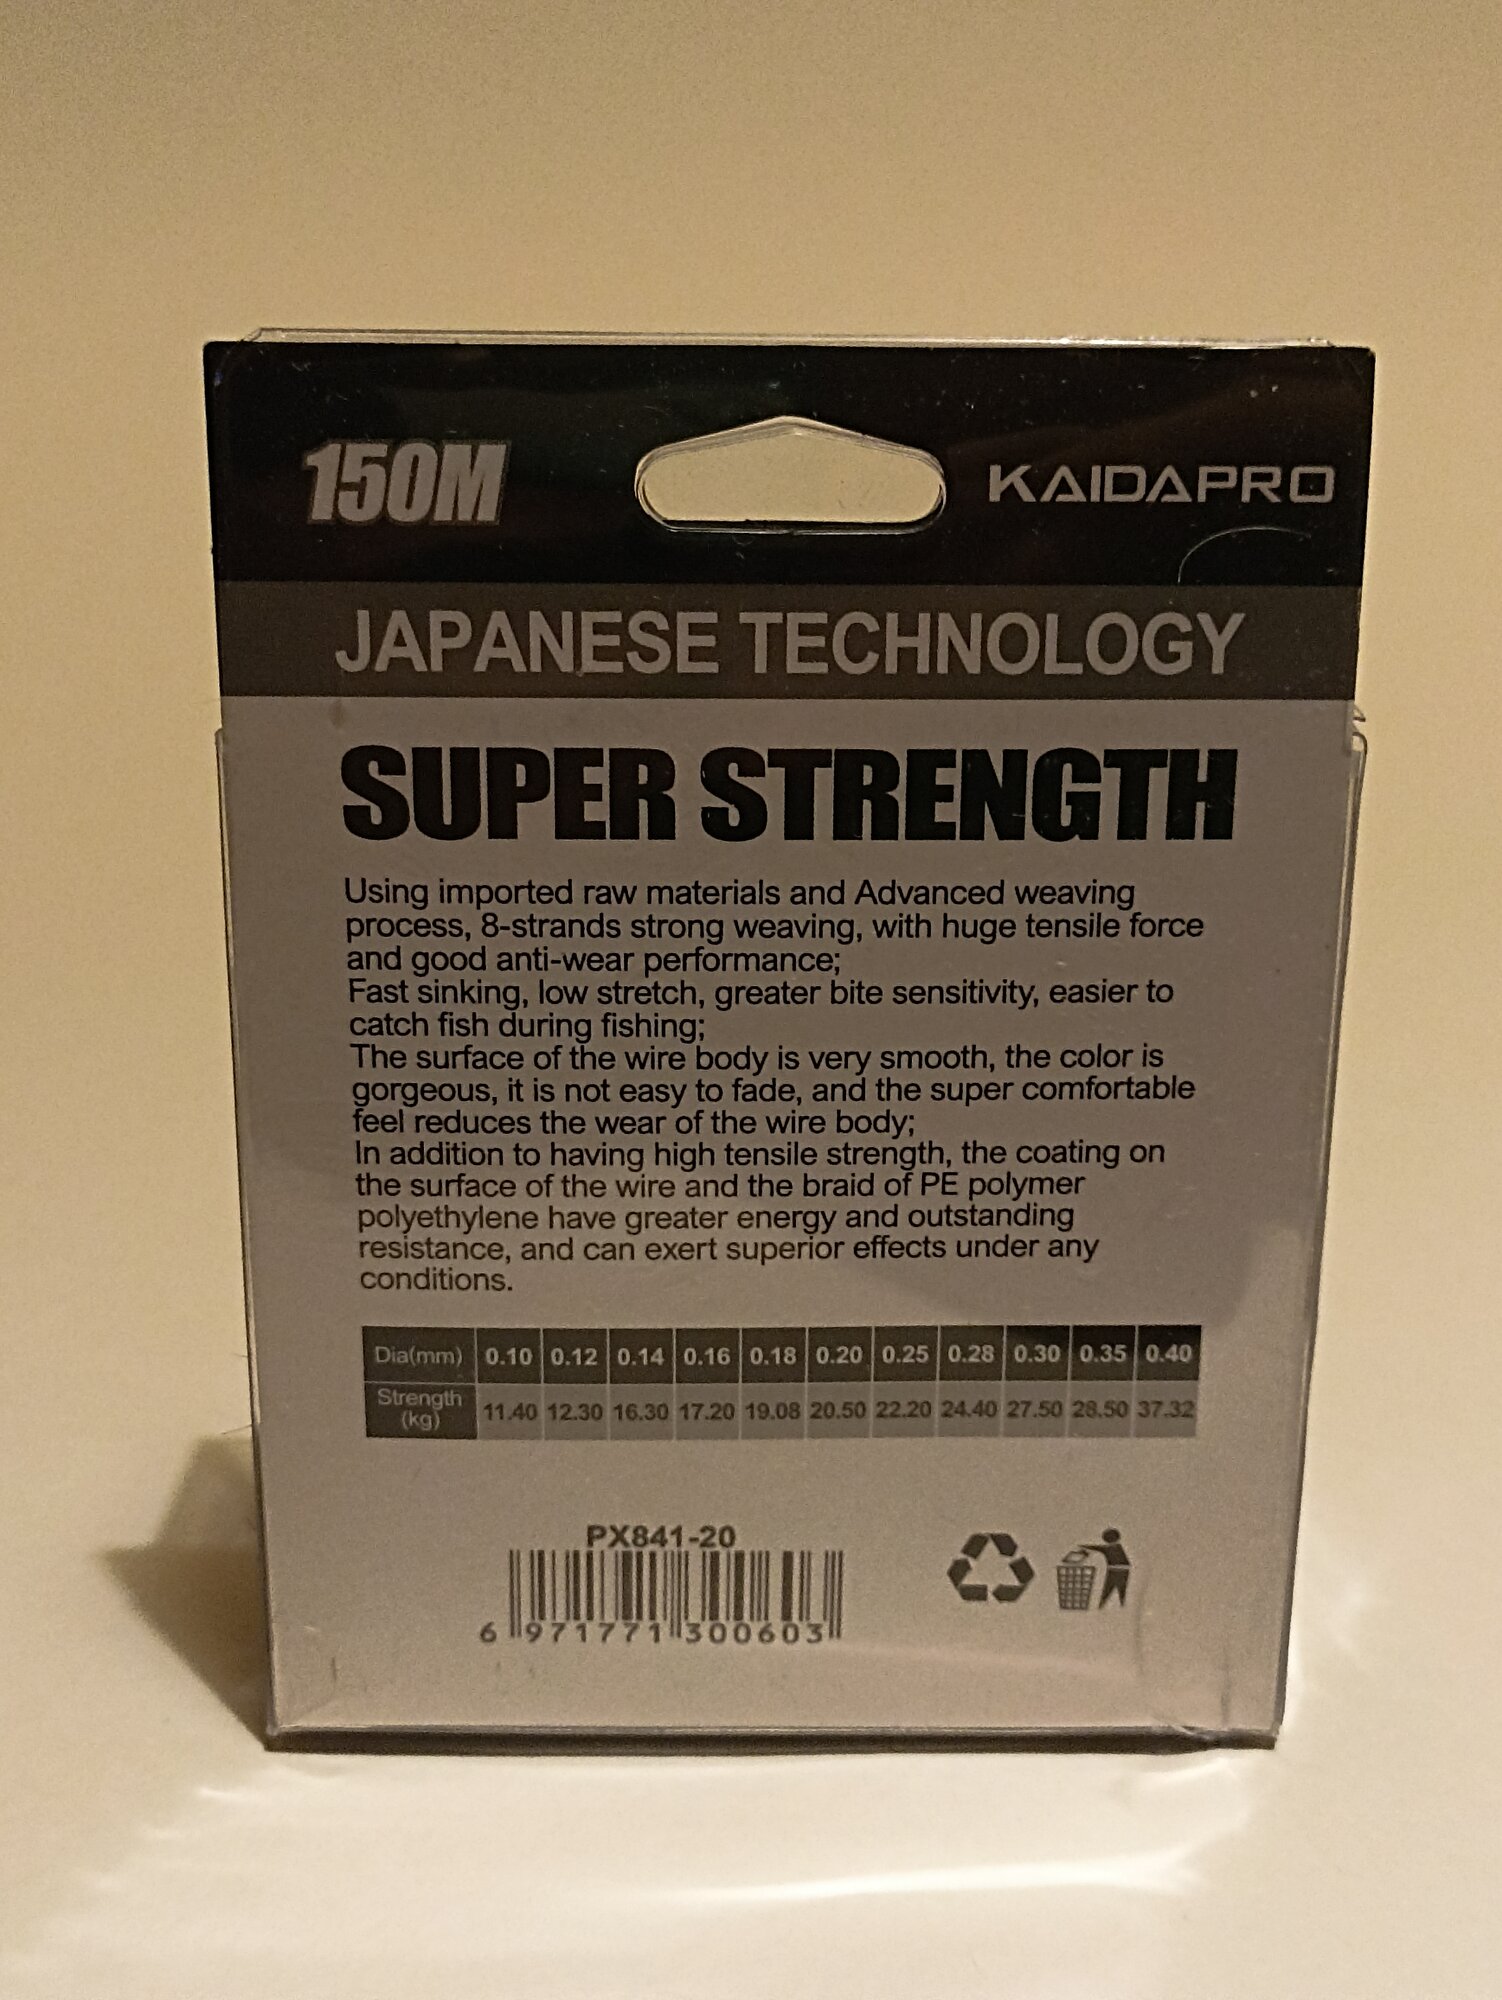 150M
KAIDAPRO
JAPANESE TECHNOLOGY
SUPER STRENGTH
Using imported raw materials and Advanced weaving
process, 8-strands strong weaving, with huge tensile force
and good anti-wear performance;
Fast sinking, low stretch, greater bite sensitivity, easier to
catch fish during fishing;
The surface of the wire body is very smooth, the color is
gorgeous, it is not easy to fade, and the super comfortable
feel reduces the wear of the wire body;
In addition to having high tensile strength, the coating on
the surface of the wire and the braid of PE polymer
polyethylene have greater energy and outstanding
resistance, and can exert superior effects under any
conditions.
Dia(mm) 0.10 0.12 0.14 0.16 0.18 0.20 0.25 0.28 0.30 0.35 0.40
Strength (kg) 11.40 12.30 16.30 17.20 19.08 20.50 22.20 24.40 27.50 28.50 37.32
PX841-20
6 971771 300603